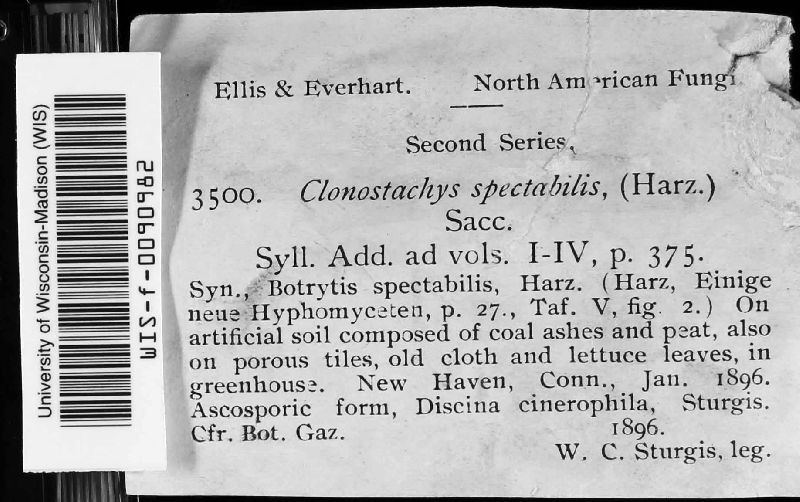 University of Wisconsin-Madison (WIS)
WIS-f-0090982
Ellis & Everhart. North American Fungi
Second Series.
3500. Clonostachys spectabilis, (Harz.)
Sacc.
Syll. Add. ad vols. I-IV, p. 375.
Syn., Botrytis spectabilis, Harz. (Harz, Einige
neue Hyphomyceten, p. 27., Taf. V, fig. 2.) On
artificial soil composed of coal ashes and peat, also
on porous tiles, old cloth and lettuce leaves, in
greenhouse. New Haven, Conn., Jan. 1896.
Ascosporic form, Discina cinerophila, Sturgis.
Cfr. Bot. Gaz. 1896.
W. C. Sturgis, leg.